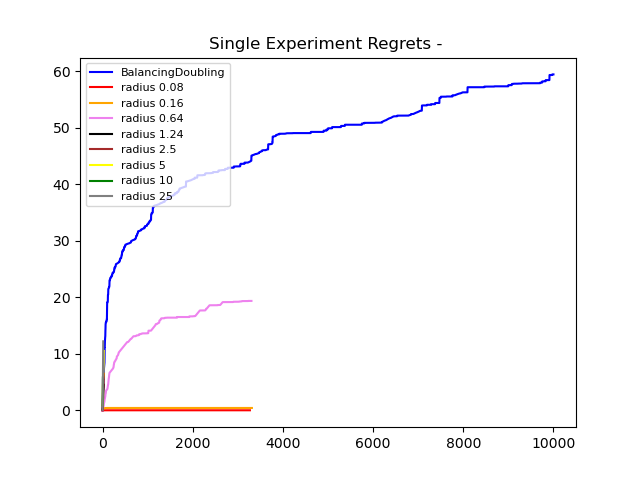 Single Experiment Regrets -
BalancingDoubling
radius 0.08
radius 0.16
radius 0.64
radius 1.24
radius 2.5
radius 5
radius 10
radius 25
60
50
40
30
20
10
0
0 2000 4000 6000 8000 10000